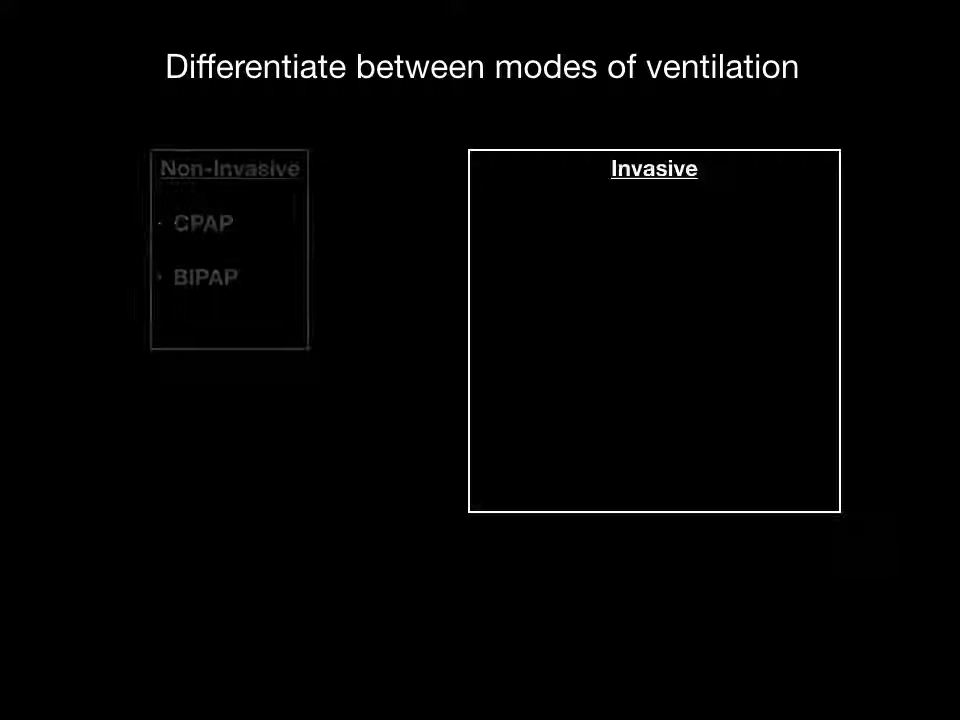 Differentiate between modes of ventilation
Non-Invasive
· CPAP
· BIPAP
Invasive